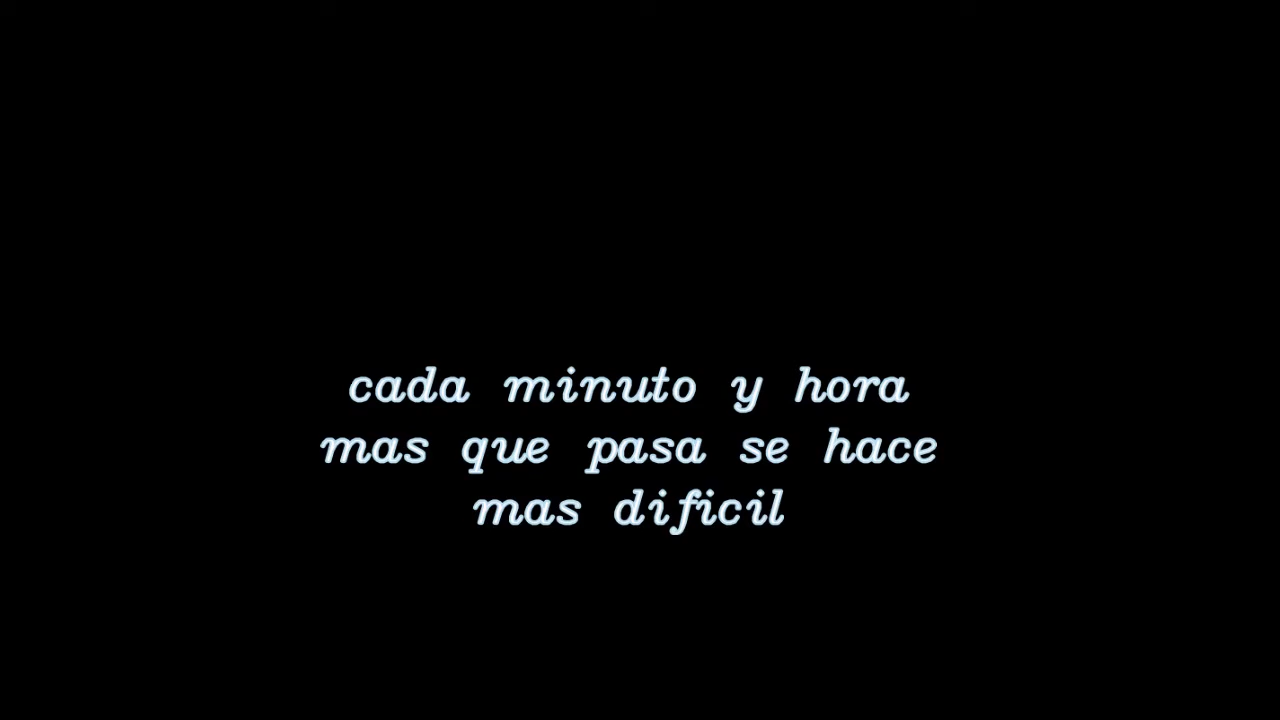 cada minuto y hora
mas que pasa se hace
mas dificil